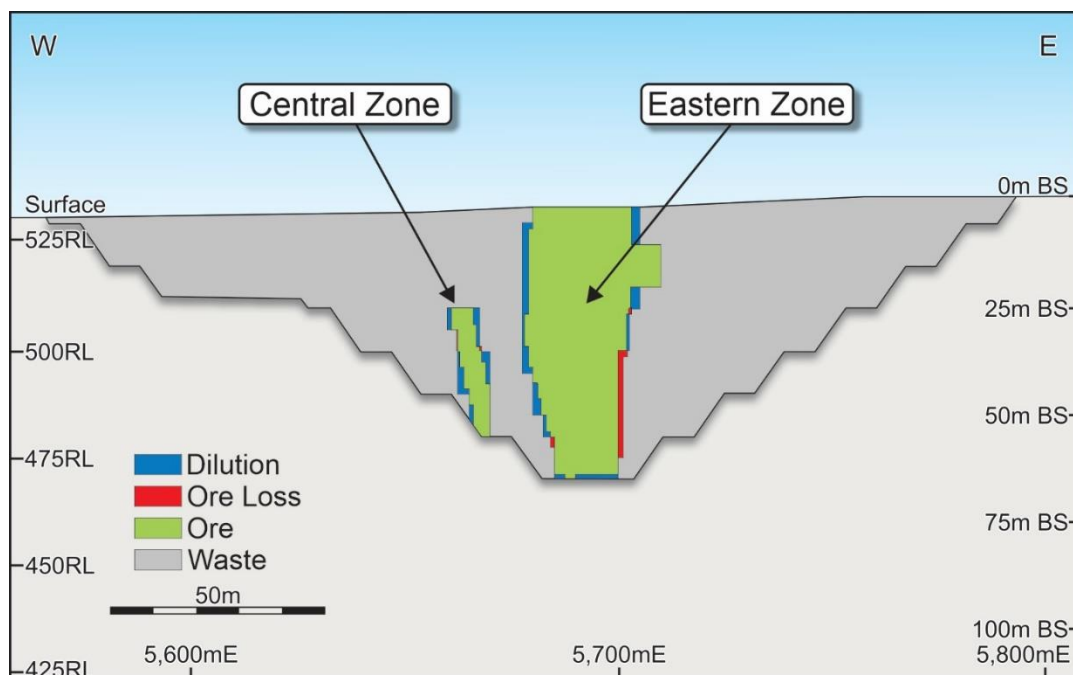 W
E
Central Zone
Eastern Zone
0m BS
Surface
525RL
25m BS
500RL
50m BS
475RL
Dilution
Ore Loss
Ore
Waste
75m BS
450RL
50m
100m BS
5,600mE
5,700mE
5,800mE
425RL